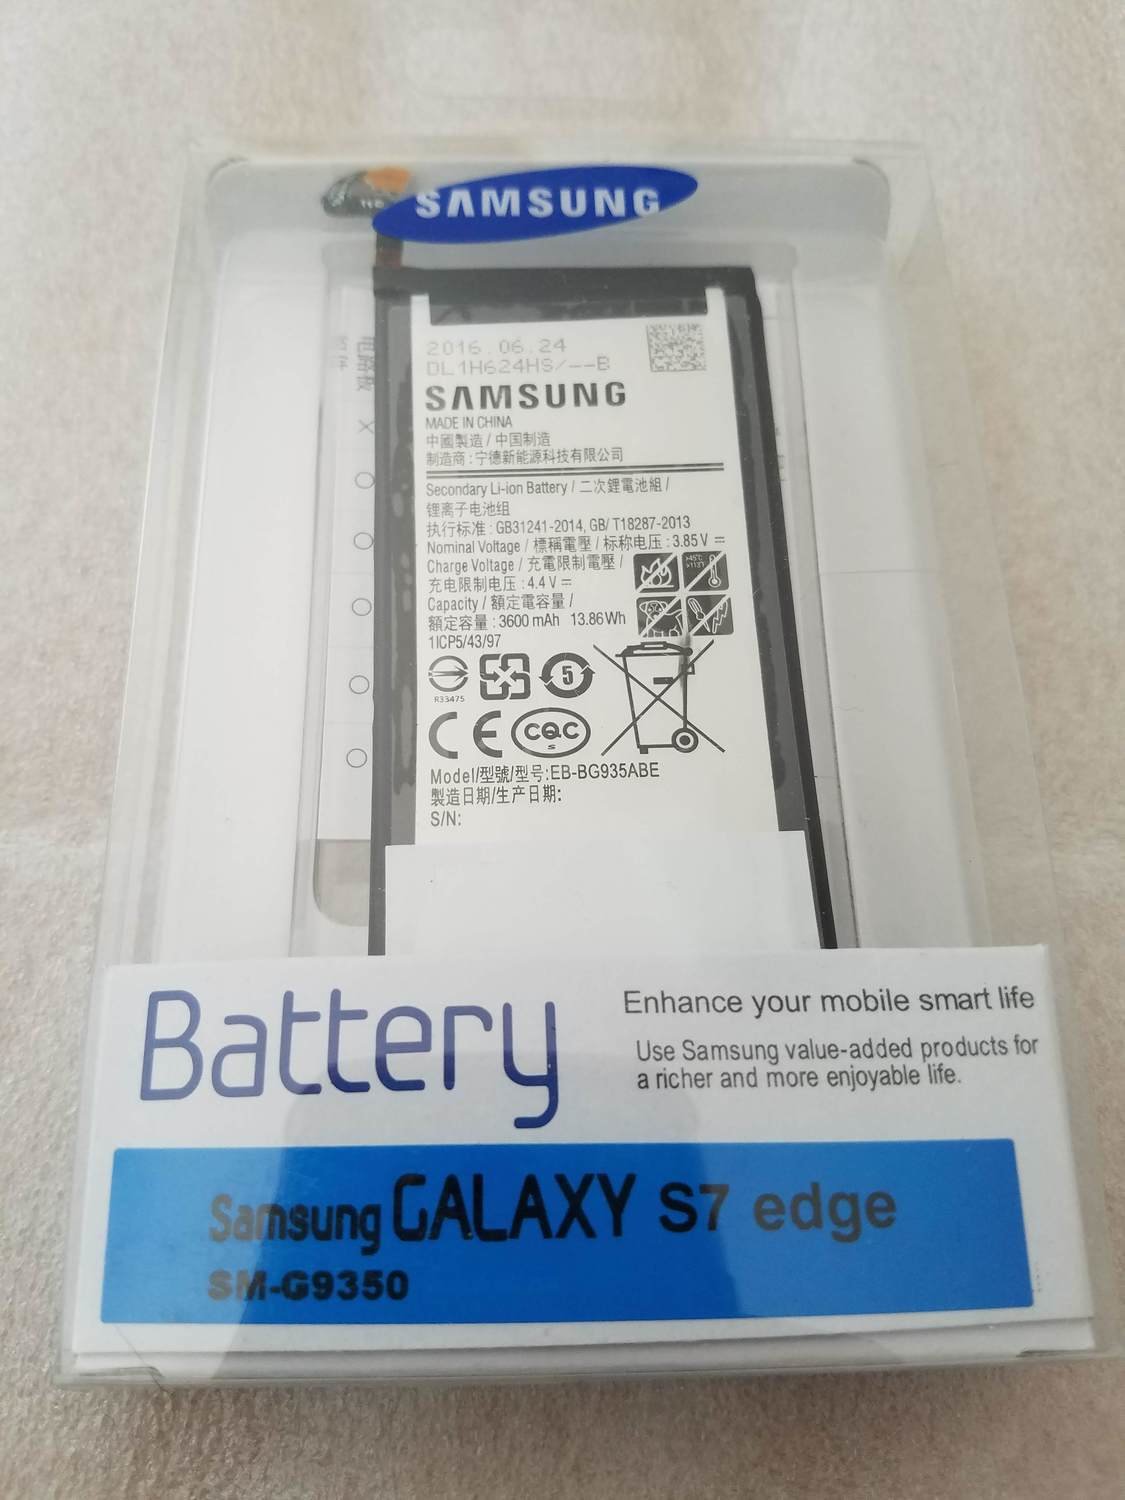 SAMSUNG
2016.06.24
DL1H624HS/--B
SAMSUNG
MADE IN CHINA
中國製造 / 中国制造
制造商 : 宁德新能源科技有限公司
Secondary Li-ion Battery / 二次鋰電池組 /
锂离子电池组
执行标准 : GB31241-2014, GB/ T18287-2013
Nominal Voltage / 標稱電壓 / 标称电压 : 3.85 V
Charge Voltage / 充電限制電壓 /
充电限制电压 : 4.4 V
Capacity / 額定電容量 /
額定容量 : 3600 mAh 13.86 Wh
1ICP5/43/97
R33475
5
CE CQC
S
Model/型號/型号:EB-BG935ABE
製造日期/生产日期:
S/N:
电路板
Battery
Enhance your mobile smart life
Use Samsung value-added products for
a richer and more enjoyable life.
Samsung GALAXY S7 edge
SM-G9350